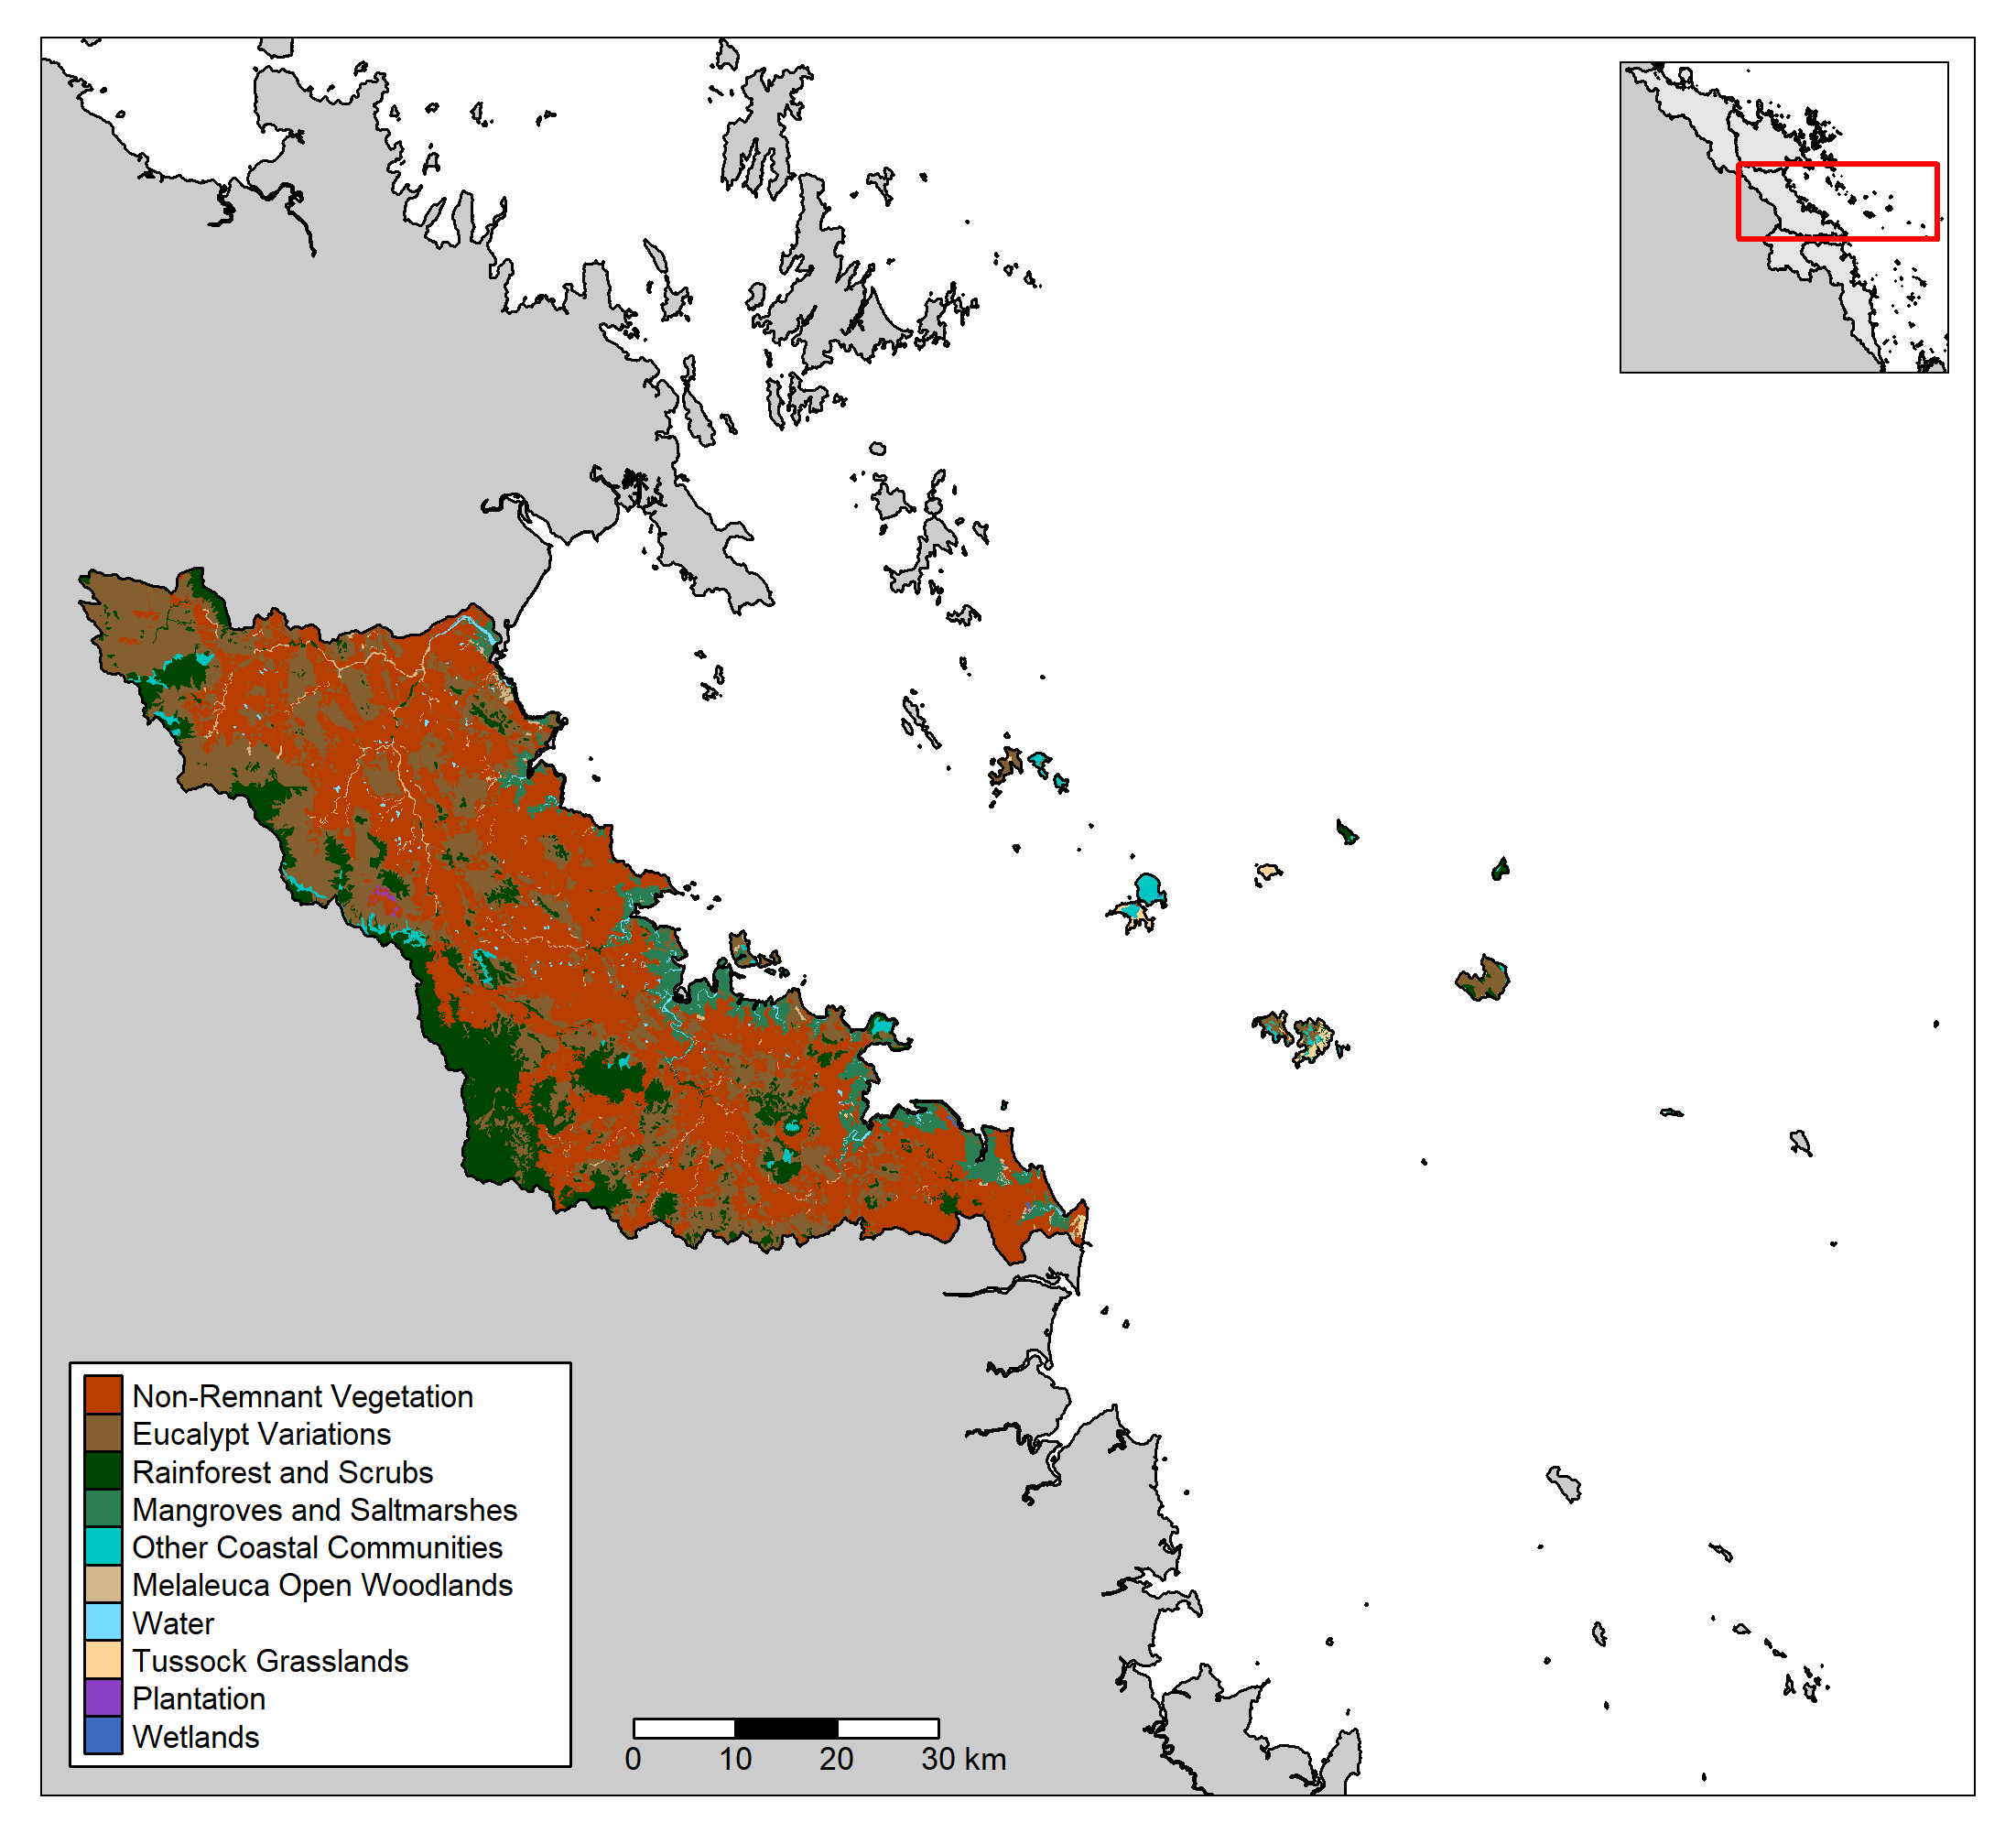 Non-Remnant Vegetation
Eucalypt Variations
Rainforest and Scrubs
Mangroves and Saltmarshes
Other Coastal Communities
Melaleuca Open Woodlands
Water
Tussock Grasslands
Plantation
Wetlands
0 10 20 30 km